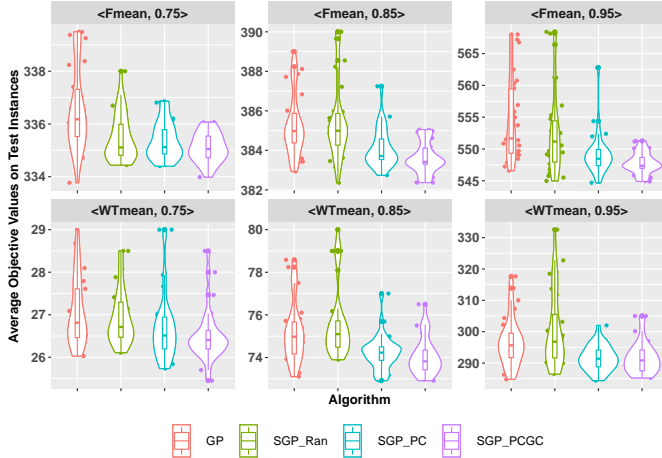 <Fmean, 0.75>
<Fmean, 0.85>
<Fmean, 0.95>
338
336
334
390
388
386
384
382
565
560
555
550
545
<WTmean, 0.75>
<WTmean, 0.85>
<WTmean, 0.95>
29
28
27
26
80
78
76
74
330
320
310
300
290
Average Objective Values on Test Instances
Algorithm
GP
SGP_Ran
SGP_PC
SGP_PCGC